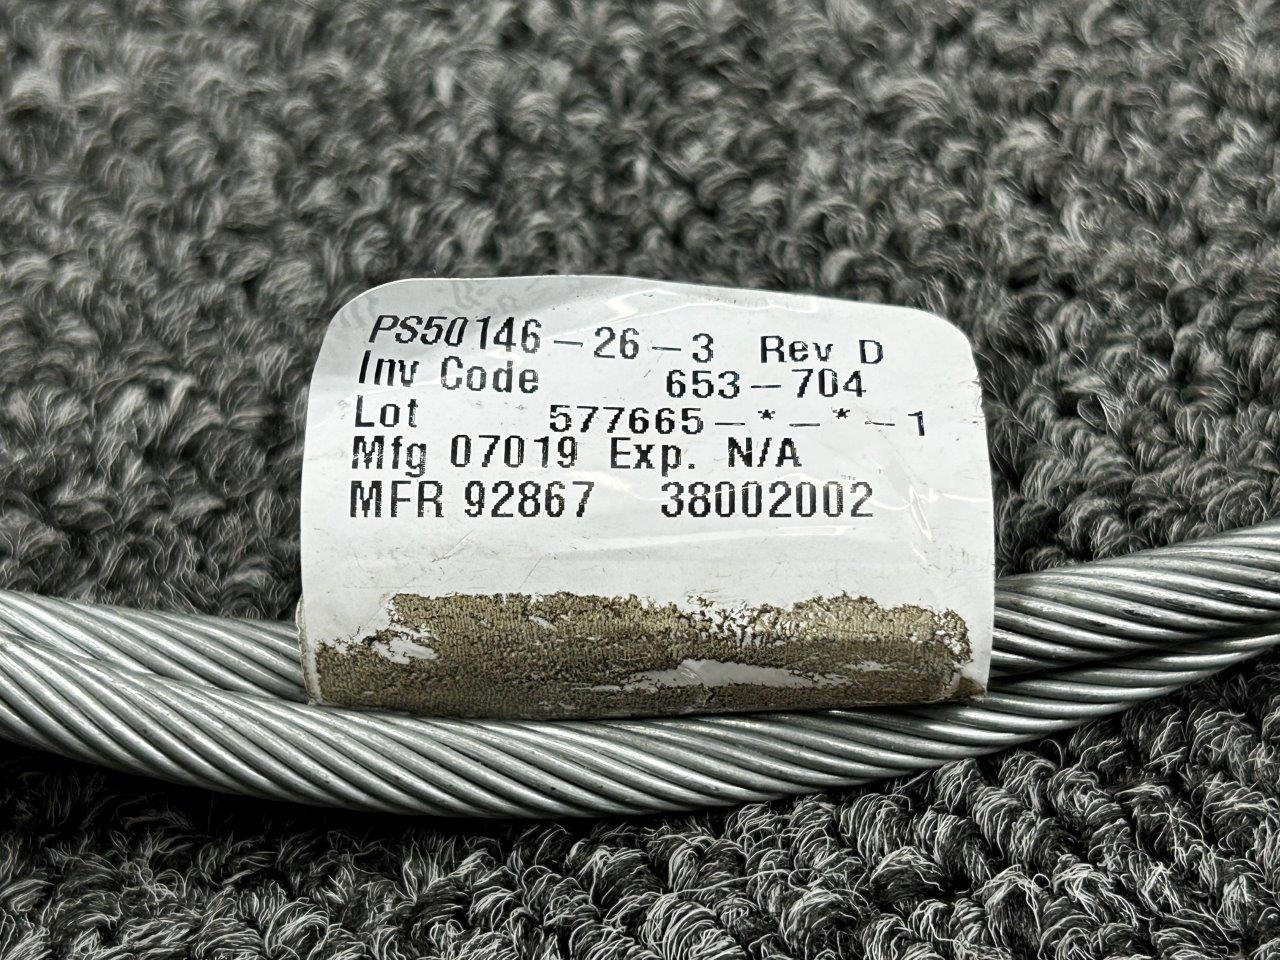 PS50146-26-3 Rev D
Inv Code 653-704
Lot 577665-*-*-1
Mfg 07019 Exp. N/A
MFR 92867 38002002